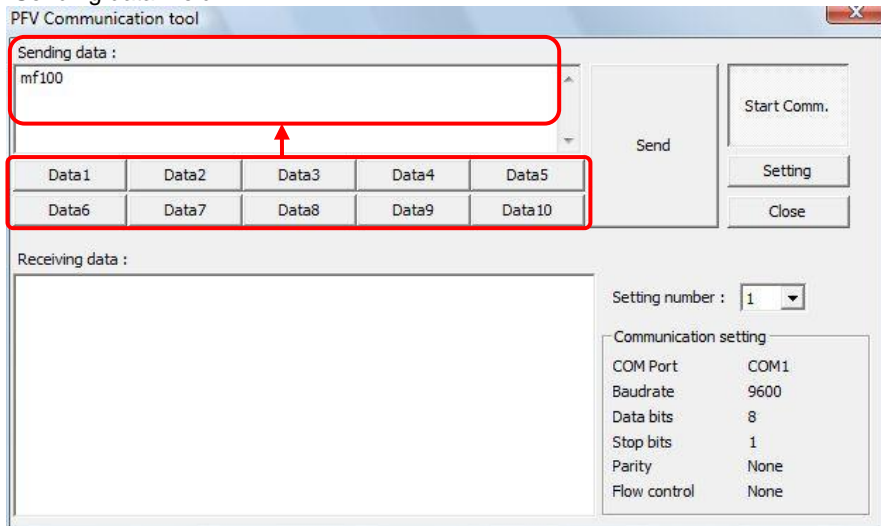 PFV Communication tool
Sending data :
mf100
Send
Start Comm.
Setting
Close
Data1 Data2 Data3 Data4 Data5
Data6 Data7 Data8 Data9 Data10
Receiving data :
Setting number : 1
Communication setting
COM Port COM1
Baudrate 9600
Data bits 8
Stop bits 1
Parity None
Flow control None